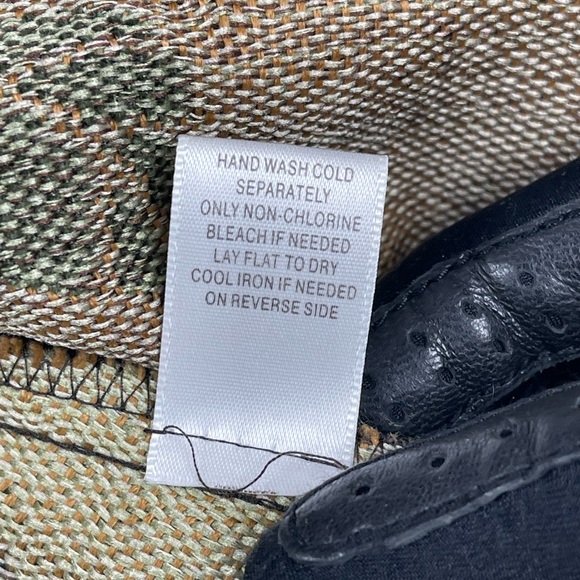 HAND WASH COLD
SEPARATELY
ONLY NON-CHLORINE
BLEACH IF NEEDED
LAY FLAT TO DRY
COOL IRON IF NEEDED
ON REVERSE SIDE